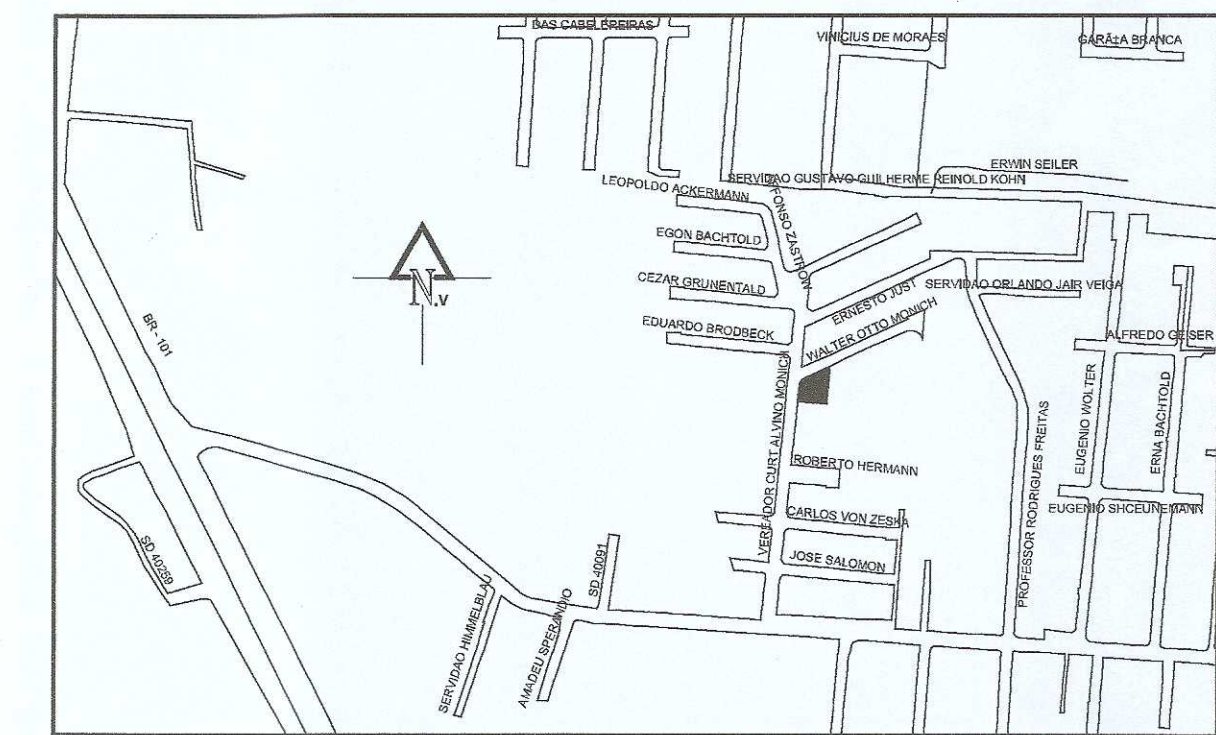 DAS CABELEREIRAS
VINICIUS DE MORAES
GARÃ±A BRANCA
ERWIN SEILER
SERVIDAO GUSTAVO GUILHERME REINOLD KOHN
LEOPOLDO ACKERMANN
AFONSO ZASTROW
EGON BACHTOLD
CEZAR GRUNENTALD
SERVIDAO ORLANDO JAIR VEIGA
ERNESTO JUST
N.v
EDUARDO BRODBECK
WALTER OTTO MONICH
BR - 101
ALFREDO GEISER
VEREADOR CURT ALVINO MONICH
EUGENIO WOLTER
ERNA BACHTOLD
PROFESSOR RODRIGUES FREITAS
ROBERTO HERMANN
EUGENIO SHCEUNEMANN
CARLOS VON ZESKA
JOSE SALOMON
SD 40259
SD 40091
SERVIDAO HIMMELBLAU
AMADEU SPERANDIO